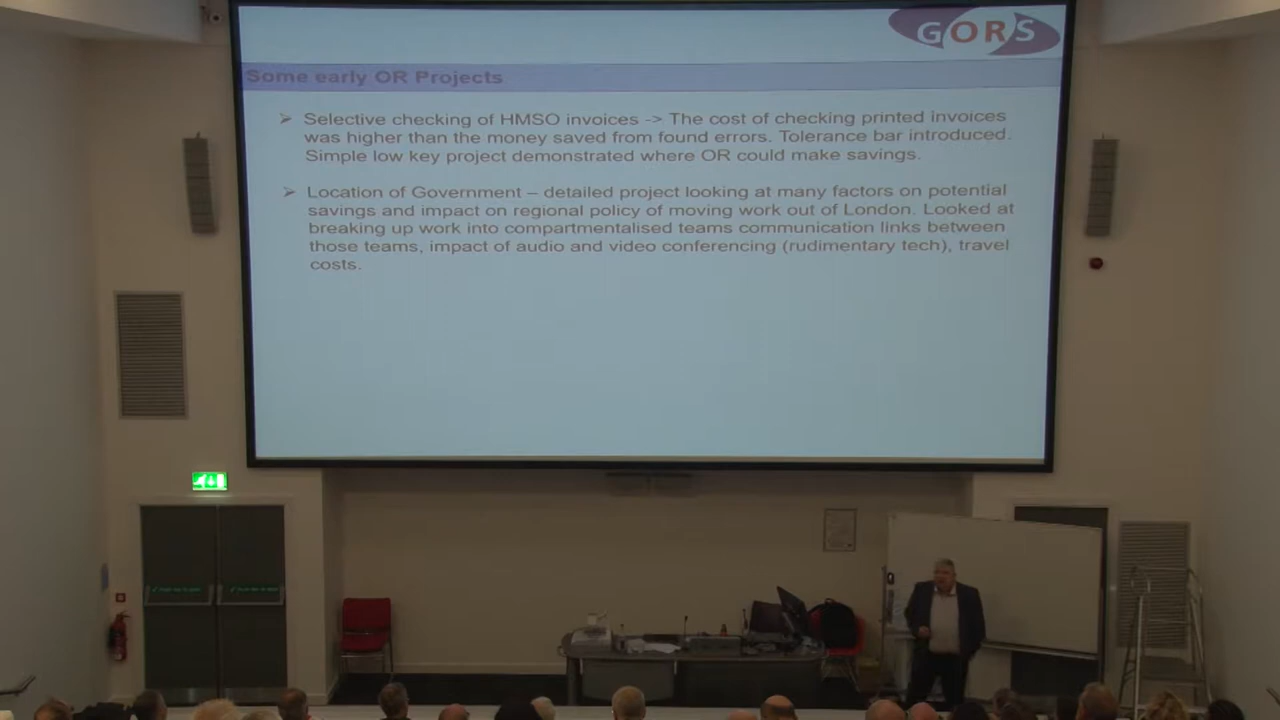 GORS
Some early OR Projects
➢ Selective checking of HMSO invoices -> The cost of checking printed invoices
was higher than the money saved from found errors. Tolerance bar introduced.
Simple low key project demonstrated where OR could make savings.
➢ Location of Government – detailed project looking at many factors on potential
savings and impact on regional policy of moving work out of London. Looked at
breaking up work into compartmentalised teams communication links between
those teams, impact of audio and video conferencing (rudimentary tech), travel
costs.